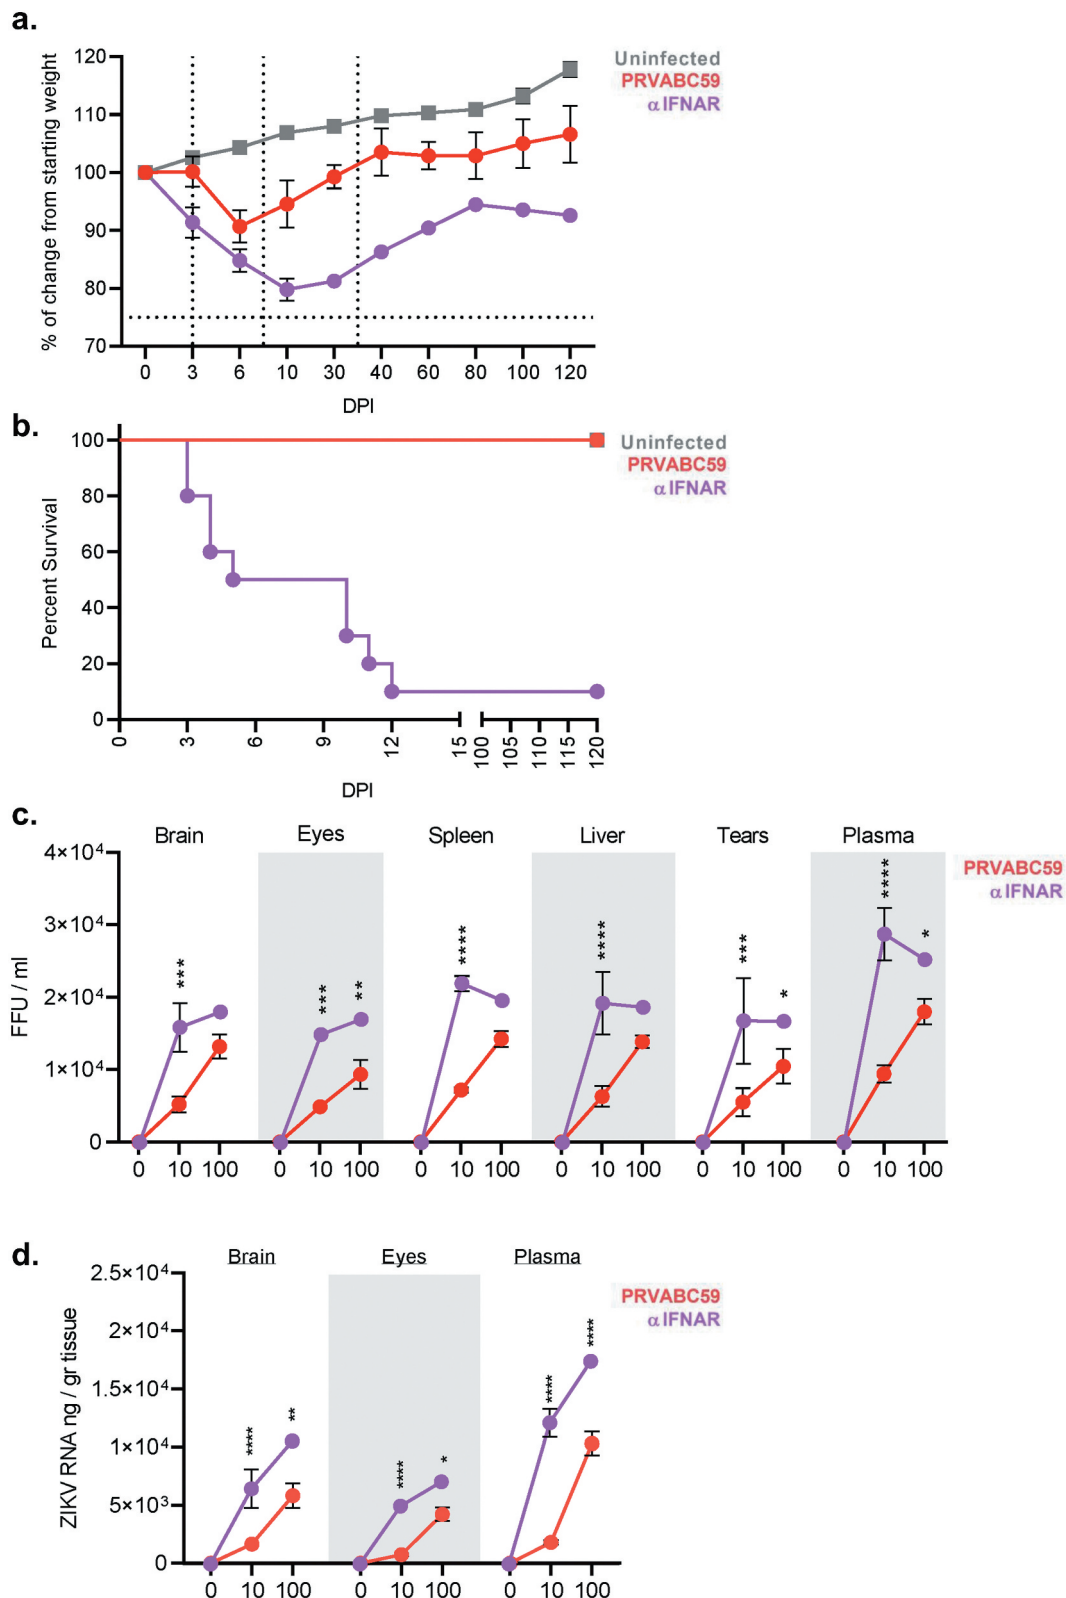 a.
Uninfected
PRVABC59
αIFNAR
% of change from starting weight
120
110
100
90
80
70
0 3 6 10 30 40 60 80 100 120
DPI
b.
Uninfected
PRVABC59
αIFNAR
Percent Survival
100
80
60
40
20
0
0 3 6 9 12 15 100 105 110 115 120
DPI
c.
Brain Eyes Spleen Liver Tears Plasma
PRVABC59
αIFNAR
FFU / ml
4×10⁴
3×10⁴
2×10⁴
1×10⁴
0
*** *** ** **** **** *** * **** *
0 10 100 0 10 100 0 10 100 0 10 100 0 10 100 0 10 100
d.
Brain Eyes Plasma
PRVABC59
αIFNAR
ZIKV RNA ng / gr tissue
2.5×10⁴
2×10⁴
1.5×10⁴
1×10⁴
5×10³
0
**** ** **** * **** ****
0 10 100 0 10 100 0 10 100